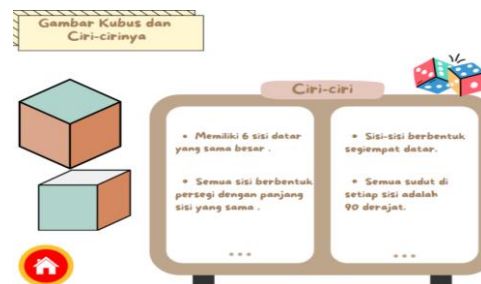 Gambar Kubus dan
Ciri-cirinya
Ciri-ciri
• Memiliki 6 sisi datar
yang sama besar .
• Semua sisi berbentuk
persegi dengan panjang
sisi yang sama .
• Sisi-sisi berbentuk
segiempat datar.
• Semua sudut di
setiap sisi adalah
90 derajat.